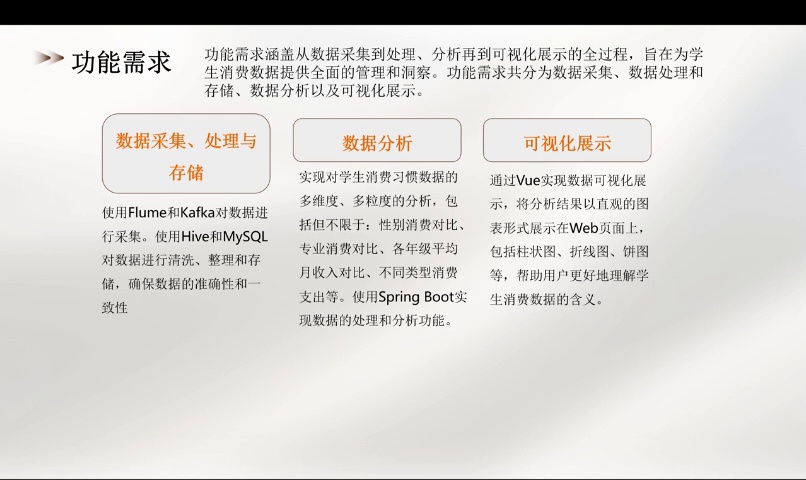 功能需求
功能需求涵盖从数据采集到处理、分析再到可视化展示的全过程，旨在为学
生消费数据提供全面的管理和洞察。功能需求共分为数据采集、数据处理和
存储、数据分析以及可视化展示。
数据采集、处理与
存储
使用Flume和Kafka对数据进
行采集。使用Hive和MySQL
对数据进行清洗、整理和存
储，确保数据的准确性和一
致性
数据分析
实现对学生消费习惯数据的
多维度、多粒度的分析，包
括但不限于：性别消费对比、
专业消费对比、各年级平均
月收入对比、不同类型消费
支出等。使用Spring Boot实
现数据的处理和分析功能。
可视化展示
通过Vue实现数据可视化展
示，将分析结果以直观的图
表形式展示在Web页面上，
包括柱状图、折线图、饼图
等，帮助用户更好地理解学
生消费数据的含义。